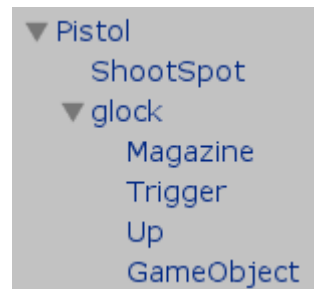 Pistol
ShootSpot
glock
Magazine
Trigger
Up
GameObject